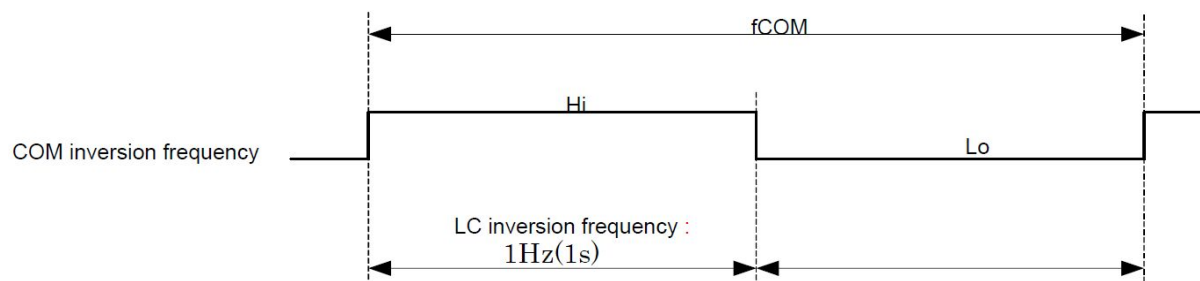 fCOM
Hi
COM inversion frequency
Lo
LC inversion frequency :
1Hz(1s)